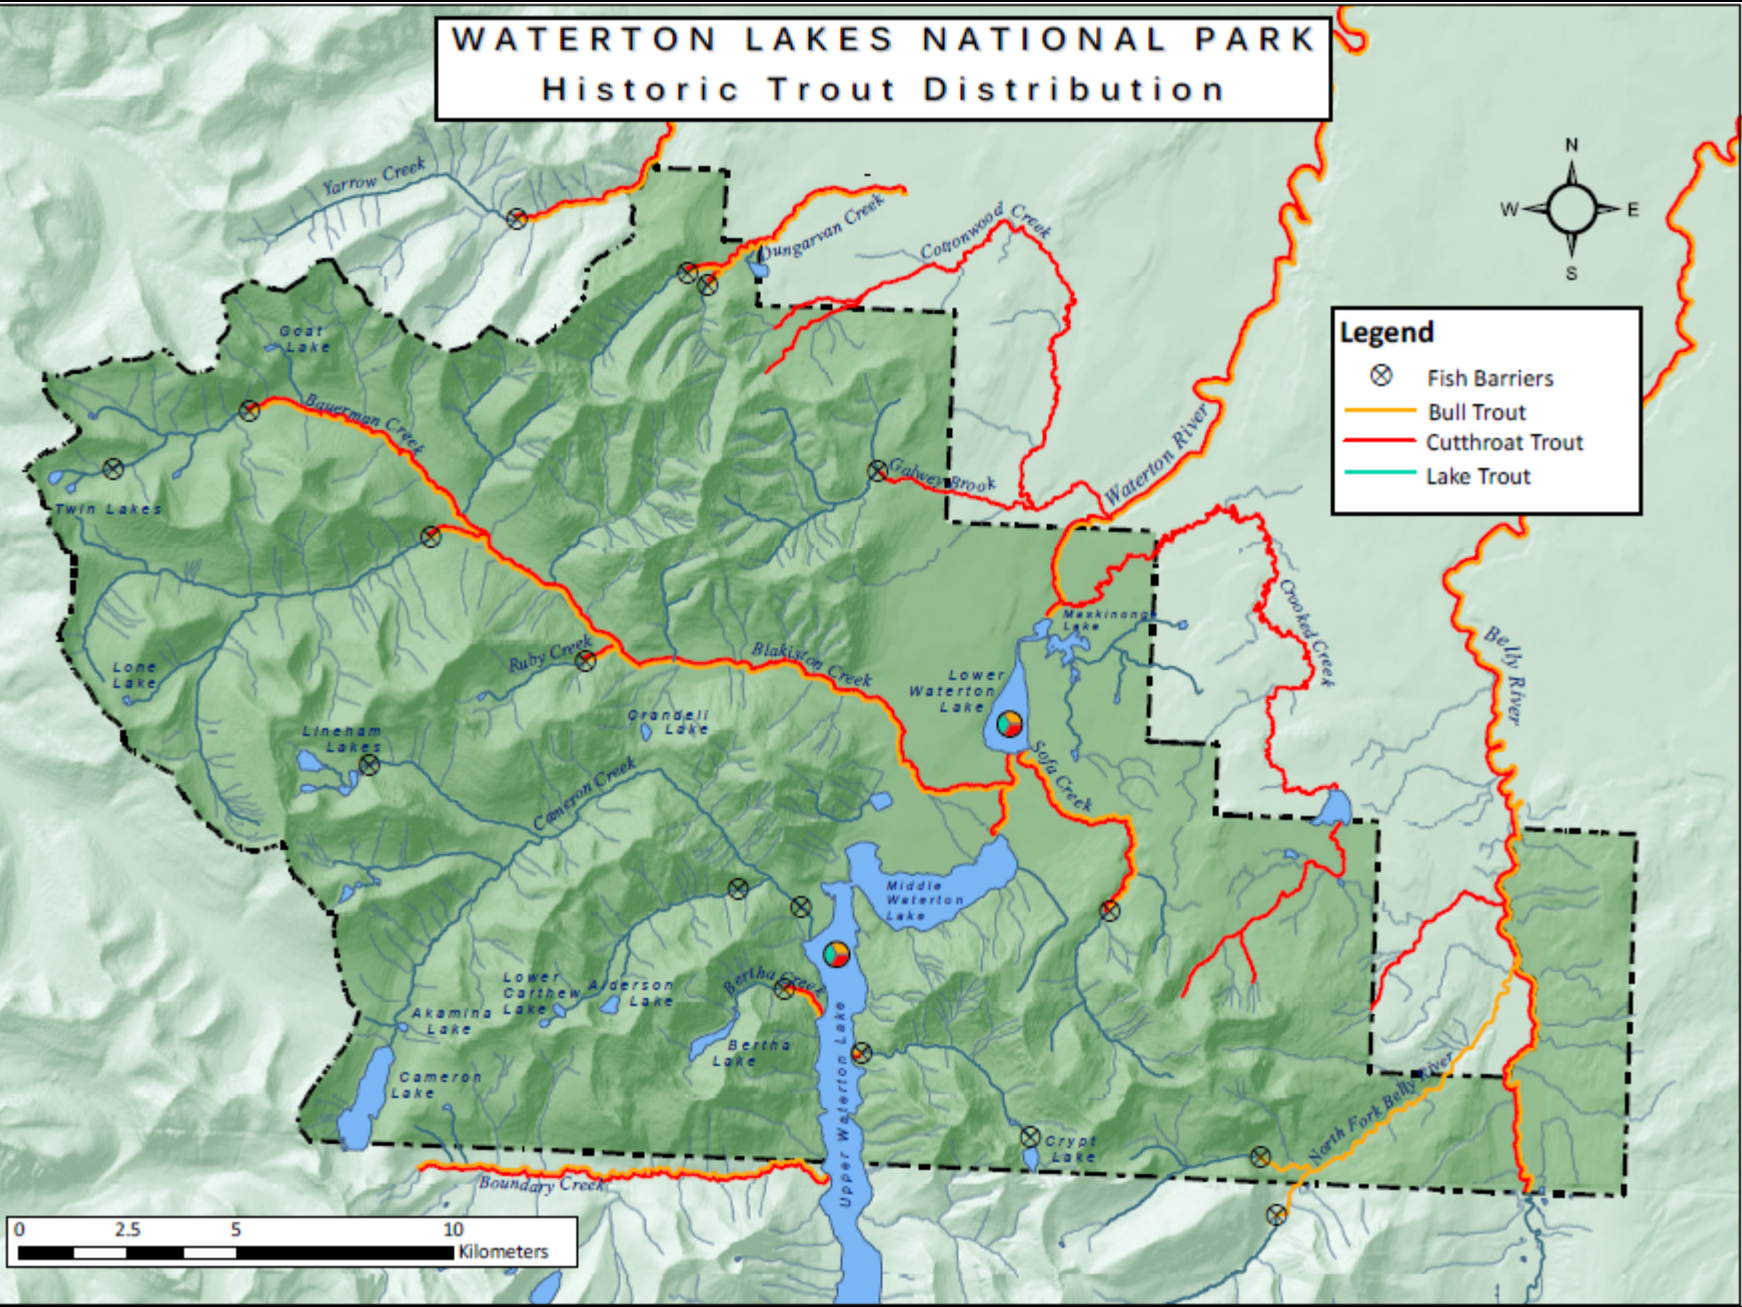 WATERTON LAKES NATIONAL PARK
Historic Trout Distribution
N
W
E
S
Yarrow Creek
Dungarvan Creek
Cottonwood Creek
Legend
Fish Barriers
Bull Trout
Cutthroat Trout
Lake Trout
Goat
Lake
Bauerman Creek
Galwey Brook
Waterton River
Twin Lakes
Crooked Creek
Maskinonge
Lake
Belly River
Ruby Creek
Blakiston Creek
Lone
Lake
Lower
Waterton
Lake
Crandell
Lake
Lineham
Lakes
Sofa Creek
Cameron Creek
Middle
Waterton
Lake
Bertha Creek
Lower
Carthew
Lake
Alderson
Lake
Akamina
Lake
Bertha
Lake
Upper Waterton Lake
Cameron
Lake
North Fork Belly River
Crypt
Lake
Boundary Creek
0
2.5
5
10
Kilometers